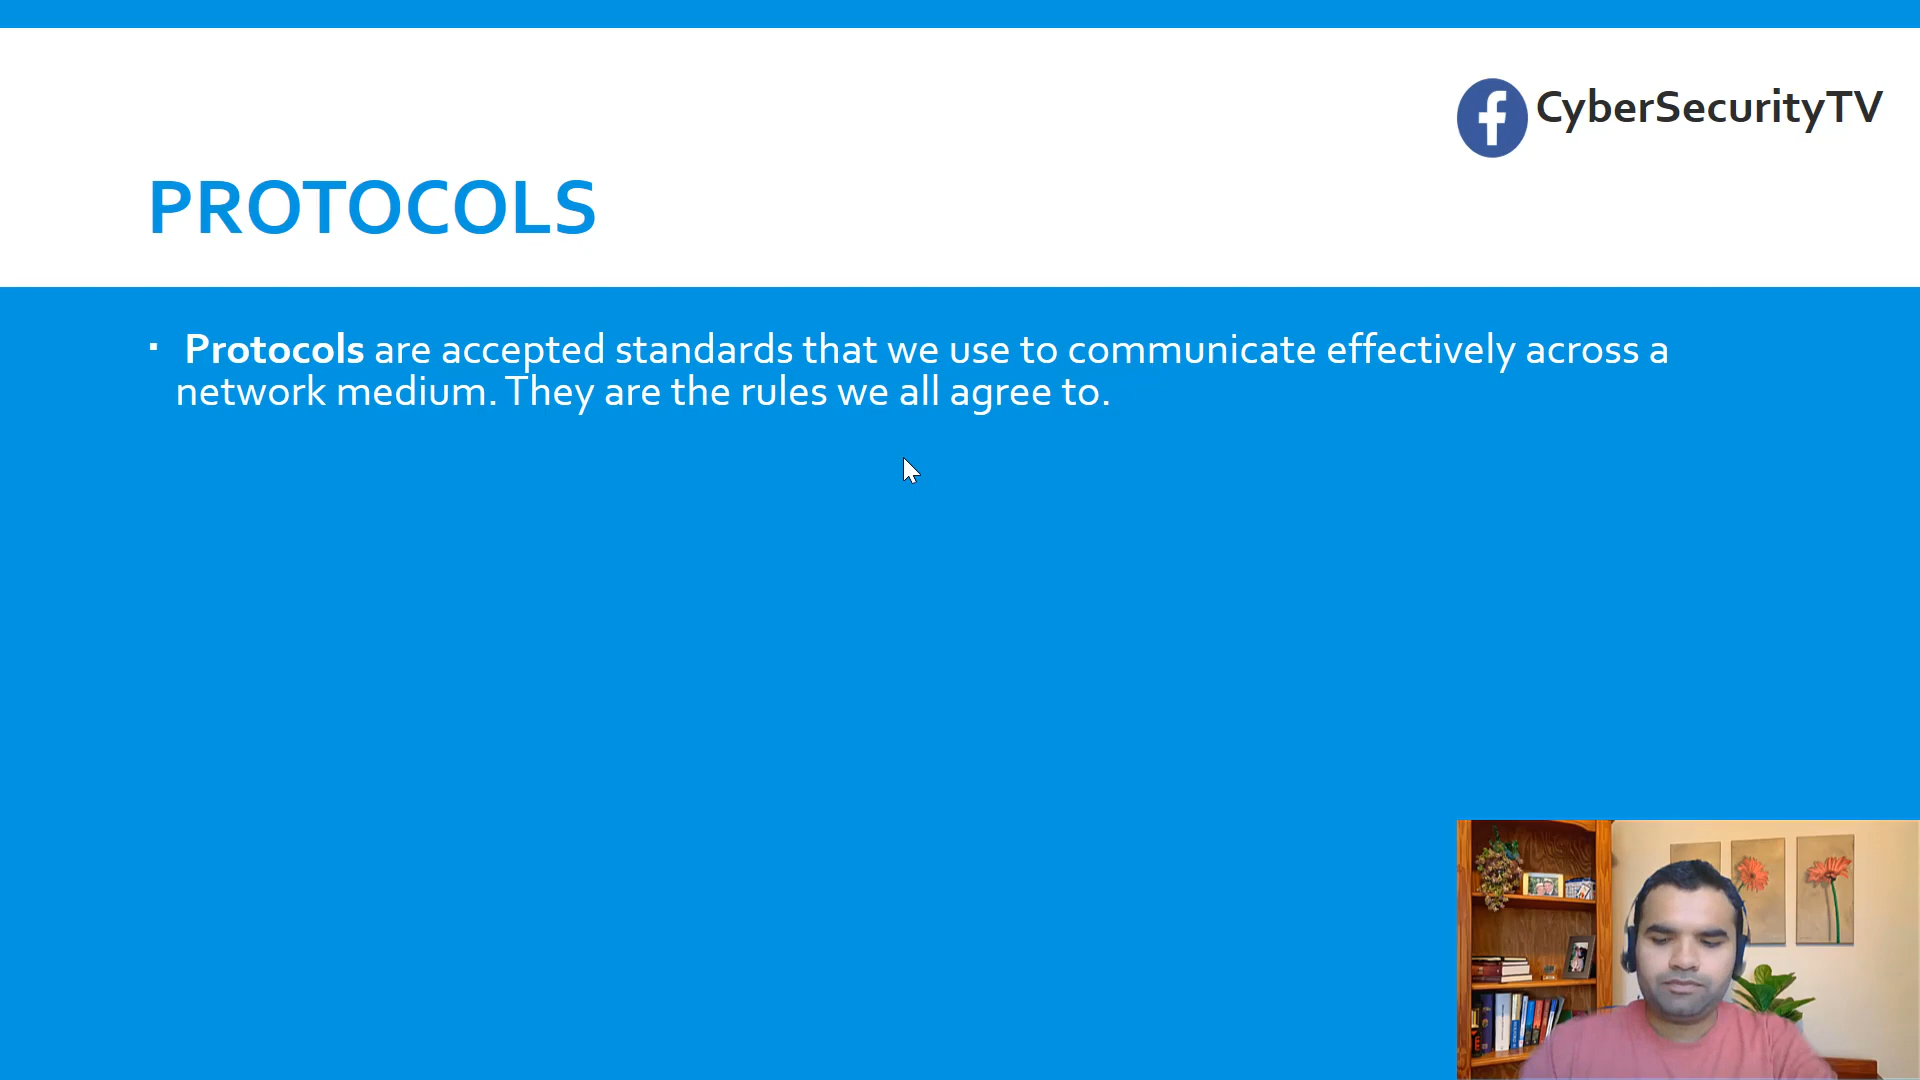 CyberSecurityTV
PROTOCOLS
▪ Protocols are accepted standards that we use to communicate effectively across a
network medium. They are the rules we all agree to.